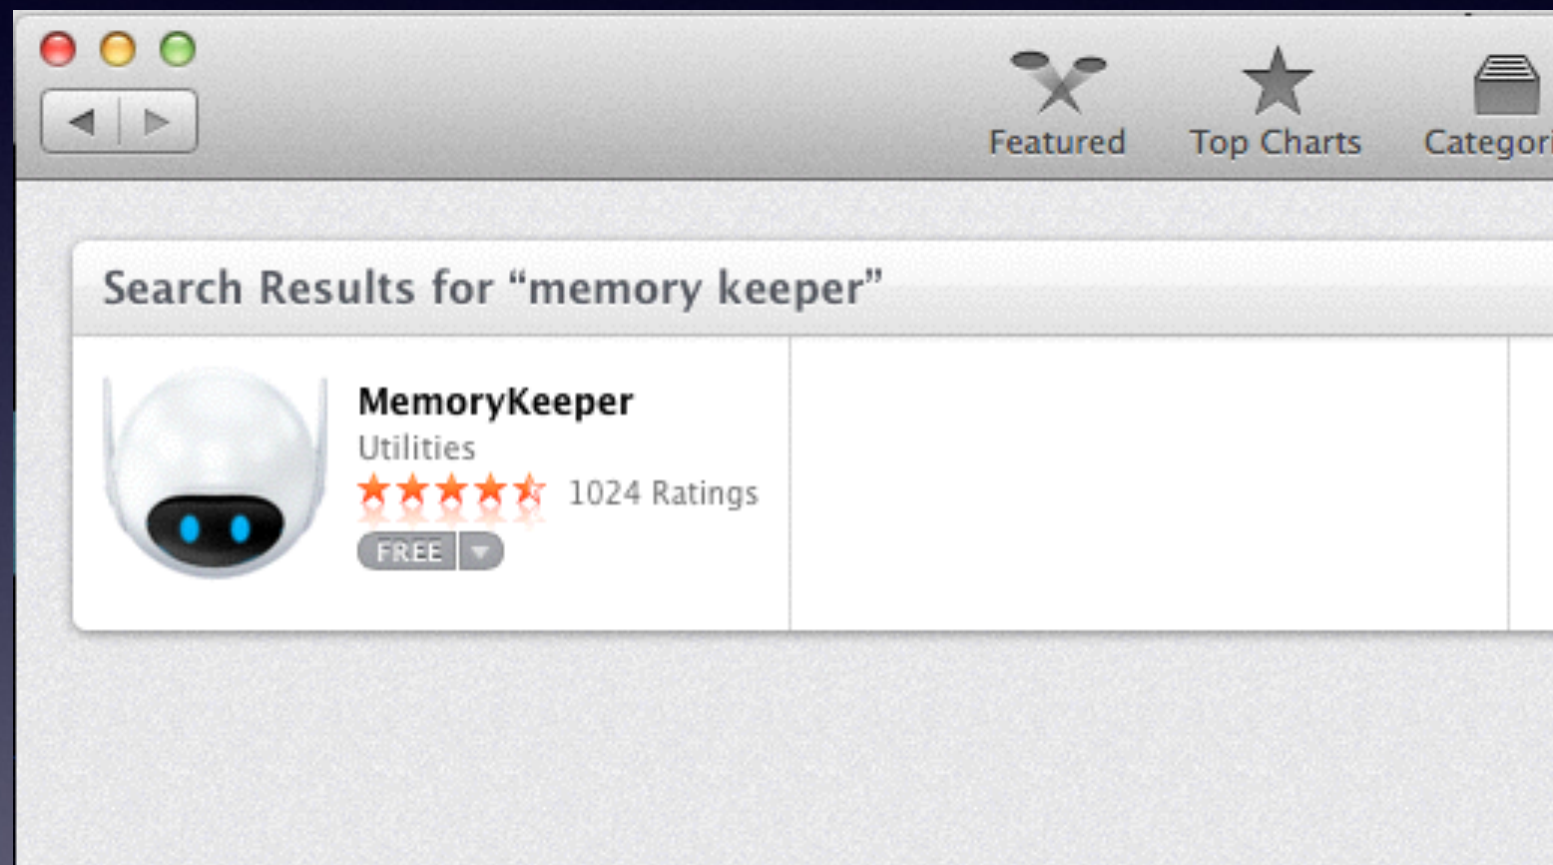 Featured
Top Charts
Categori
Search Results for “memory keeper”
MemoryKeeper
Utilities
1024 Ratings
FREE